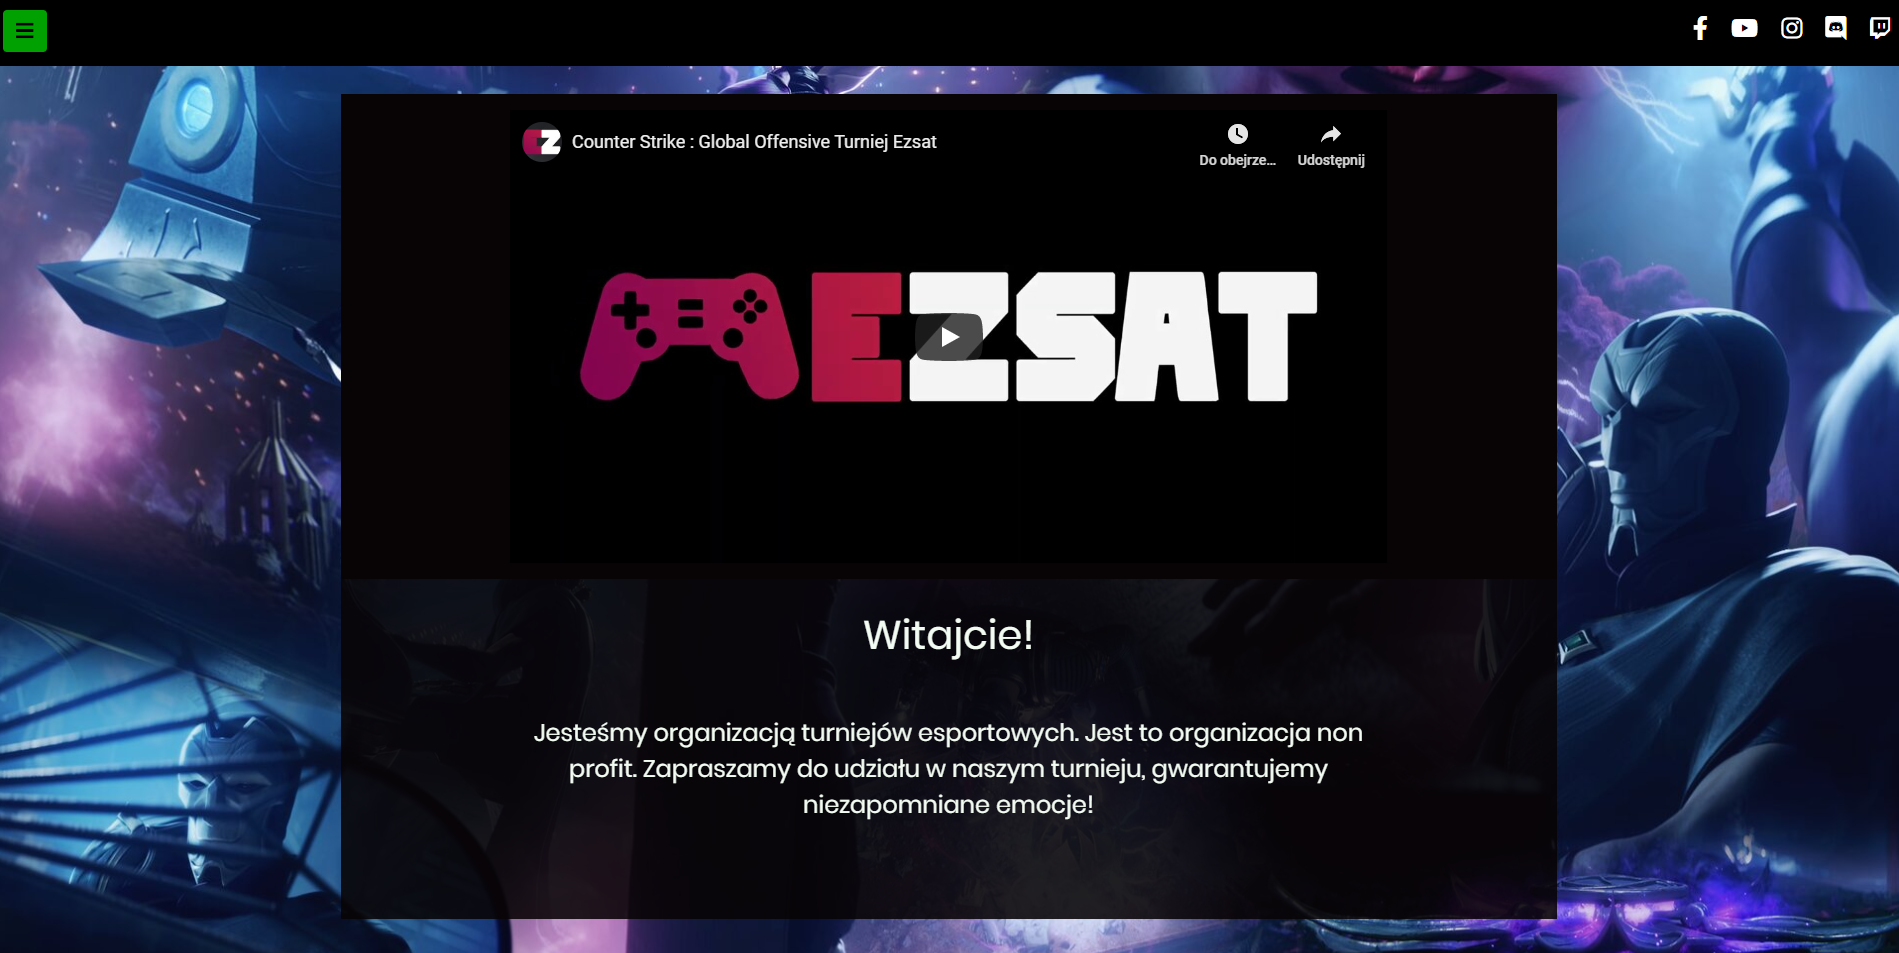 Counter Strike : Global Offensive Turniej Ezsat
Do obejrze...
Udostępnij
EZSAT
Witajcie!
Jesteśmy organizacją turniejów esportowych. Jest to organizacja non
profit. Zapraszamy do udziału w naszym turnieju, gwarantujemy
niezapomniane emocje!